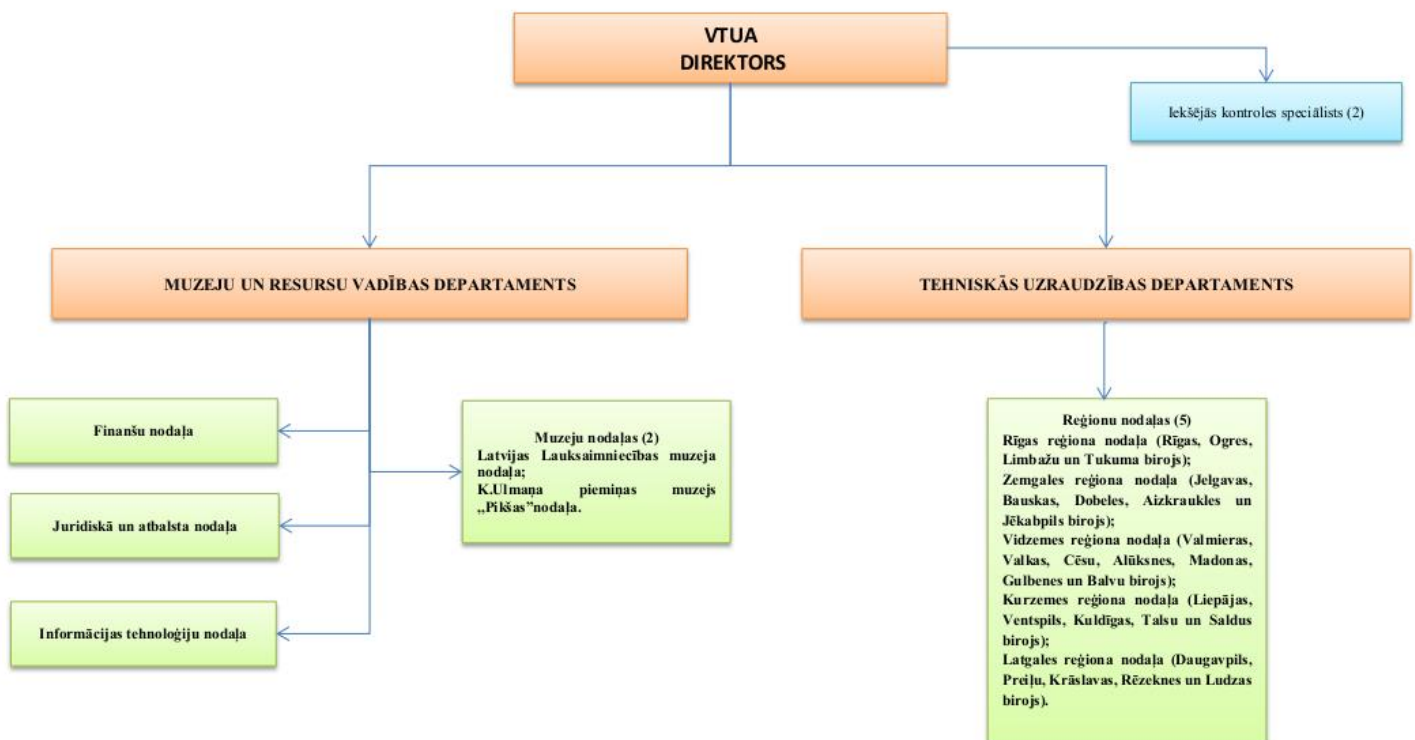 VTUA
DIREKTORS
Iekšējās kontroles speciālists (2)
MUZEJU UN RESURSU VADĪBAS DEPARTAMENTS
TEHNISKĀS UZRAUDZĪBAS DEPARTAMENTS
Finanšu nodaļa
Juridiskā un atbalsta nodaļa
Informācijas tehnoloģiju nodaļa
Muzeju nodaļas (2)
Latvijas Lauksaimniecības muzeja
nodaļa;
K.Ulmaņa piemiņas muzejs
„Pikšas”nodaļa.
Reģionu nodaļas (5)
Rīgas reģiona nodaļa (Rīgas, Ogres,
Limbažu un Tukuma birojs);
Zemgales reģiona nodaļa (Jelgavas,
Bauskas, Dobeles, Aizkraukles un
Jēkabpils birojs);
Vidzemes reģiona nodaļa (Valmieras,
Valkas, Cēsu, Alūksnes, Madonas,
Gulbenes un Balvu birojs);
Kurzemes reģiona nodaļa (Liepājas,
Ventspils, Kuldīgas, Talsu un Saldus
birojs);
Latgales reģiona nodaļa (Daugavpils,
Preiļu, Krāslavas, Rēzeknes un Ludzas
birojs).